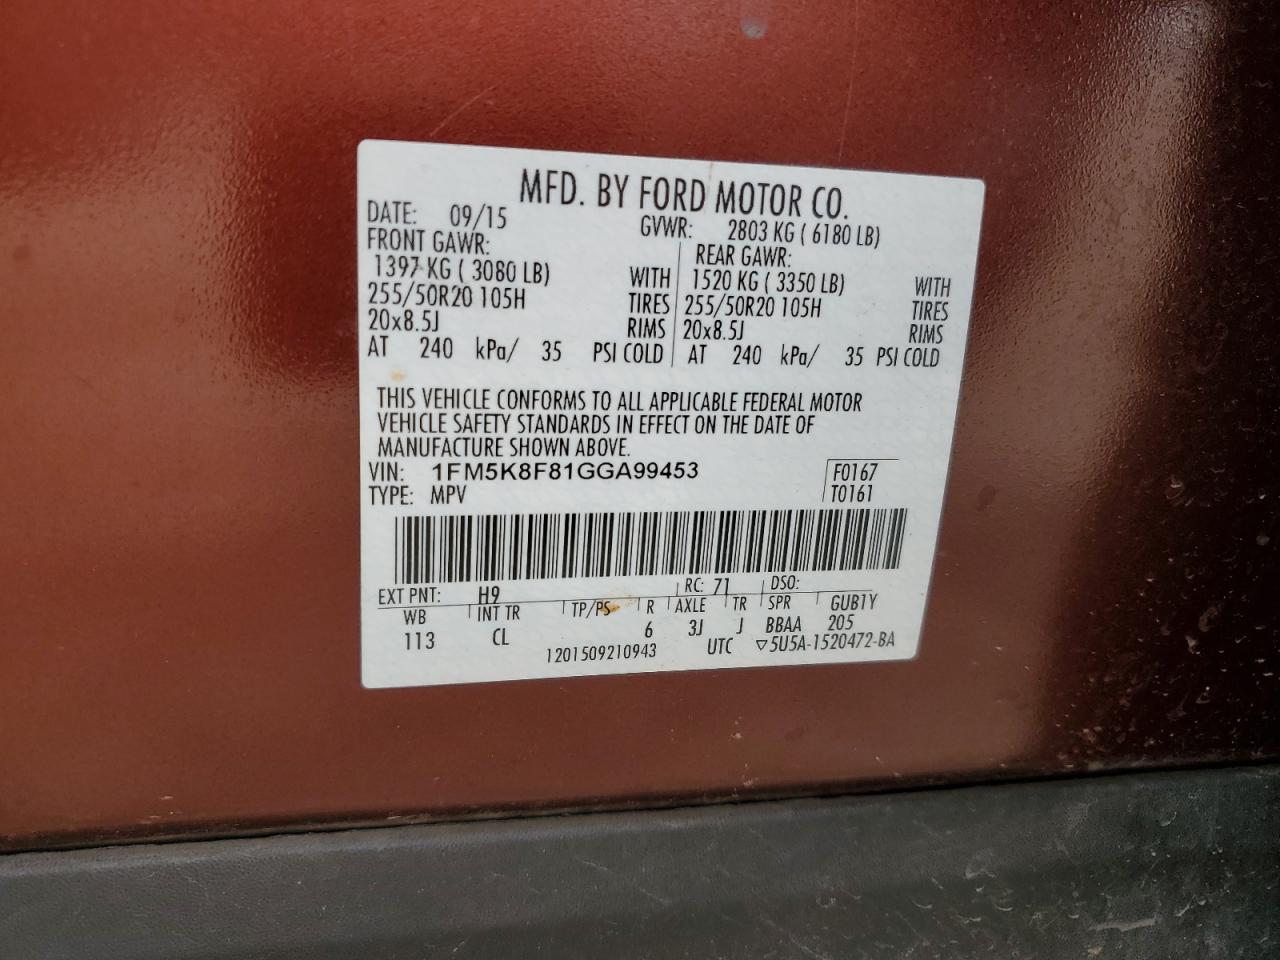 MFD. BY FORD MOTOR CO.
DATE: 09/15 GVWR: 2803 KG ( 6180 LB)
FRONT GAWR: REAR GAWR:
1397 KG ( 3080 LB) WITH 1520 KG ( 3350 LB) WITH
255/50R20 105H TIRES 255/50R20 105H TIRES
20x8.5J RIMS 20x8.5J RIMS
AT 240 kPa/ 35 PSI COLD AT 240 kPa/ 35 PSI COLD
THIS VEHICLE CONFORMS TO ALL APPLICABLE FEDERAL MOTOR
VEHICLE SAFETY STANDARDS IN EFFECT ON THE DATE OF
MANUFACTURE SHOWN ABOVE.
VIN: 1FM5K8F81GGA99453 F0167
TYPE: MPV T0161
EXT PNT: H9 RC: 71 DSO:
WB INT TR TP/PS R AXLE TR SPR GUB1Y
113 CL 6 3J J BBAA 205
1201509210943 UTC ▽5U5A-1520472-BA